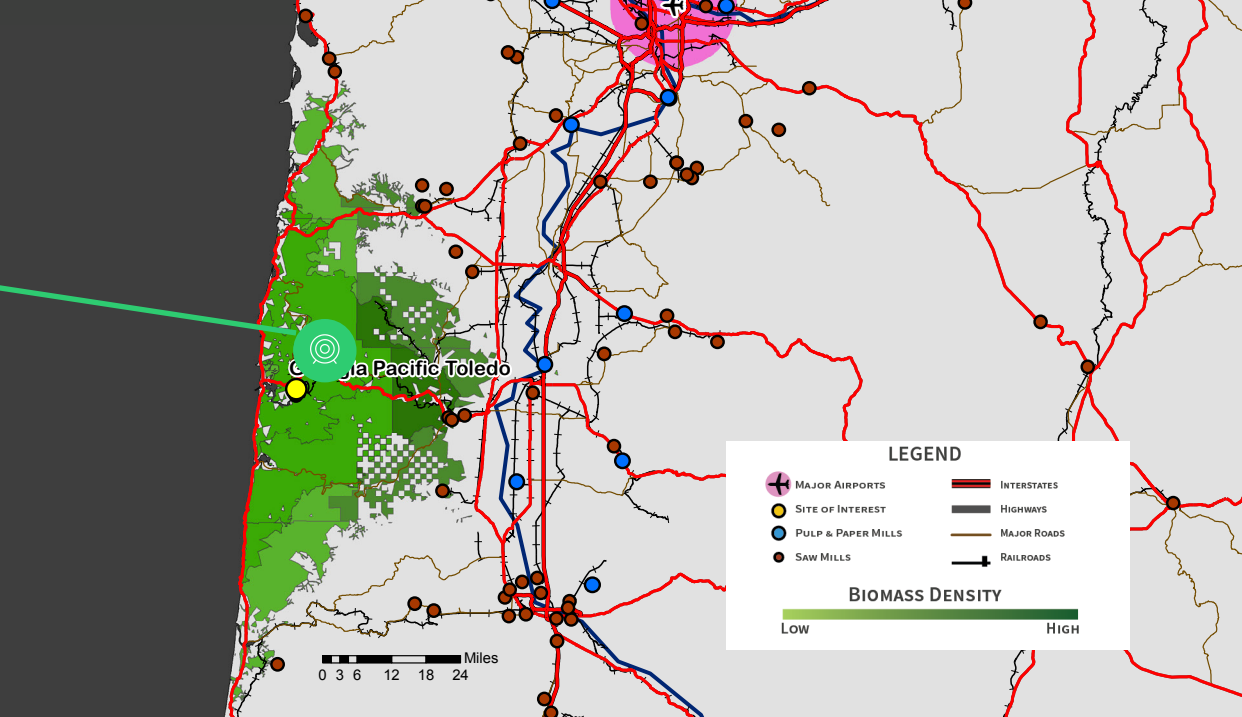 Georgia Pacific Toledo
LEGEND
Major Airports
Site of Interest
Pulp & Paper Mills
Saw Mills
Interstates
Highways
Major Roads
Railroads
Biomass Density
Low High
Miles
0 3 6 12 18 24